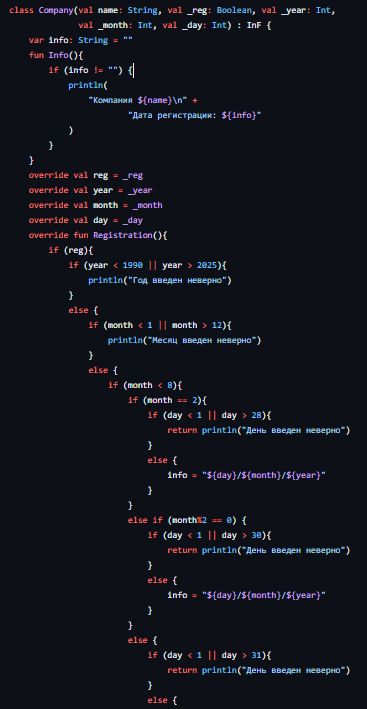 class Company(val name: String, val _reg: Boolean, val _year: Int,
              val _month: Int, val _day: Int) : InF {
    var info: String = ""
    fun Info(){
        if (info != "") {
            println(
                "Компания ${name}\n" +
                        "Дата регистрации: ${info}"
            )
        }
    }
    override val reg = _reg
    override val year = _year
    override val month = _month
    override val day = _day
    override fun Registration(){
        if (reg){
            if (year < 1990 || year > 2025){
                println("Год введен неверно")
            }
            else {
                if (month < 1 || month > 12){
                    println("Месяц введен неверно")
                }
                else {
                    if (month < 8){
                        if (month == 2){
                            if (day < 1 || day > 28){
                                return println("День введен неверно")
                            }
                            else {
                                info = "${day}/${month}/${year}"
                            }
                        }
                        else if (month%2 == 0) {
                            if (day < 1 || day > 30){
                                return println("День введен неверно")
                            }
                            else {
                                info = "${day}/${month}/${year}"
                            }
                        }
                        else {
                            if (day < 1 || day > 31){
                                return println("День введен неверно")
                            }
                            else {